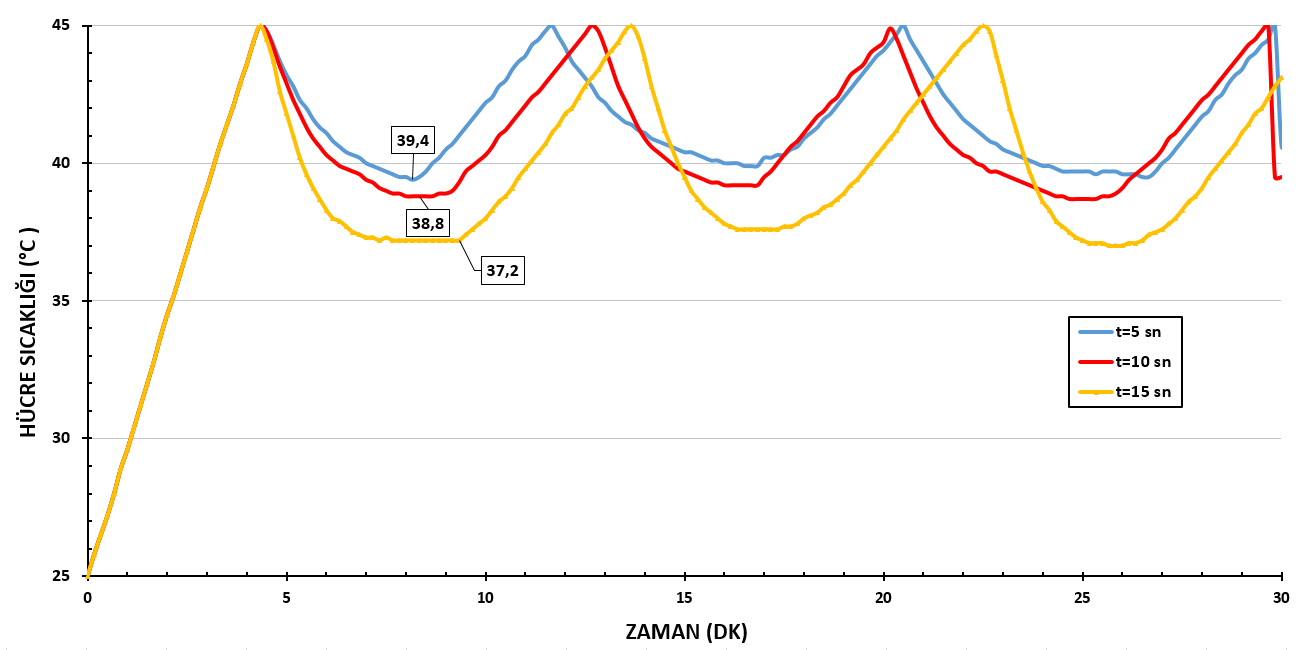 45
40
35
30
25
HÜCRE SICAKLIĞI (°C )
39,4
38,8
37,2
t=5 sn
t=10 sn
t=15 sn
0 5 10 15 20 25 30
ZAMAN (DK)